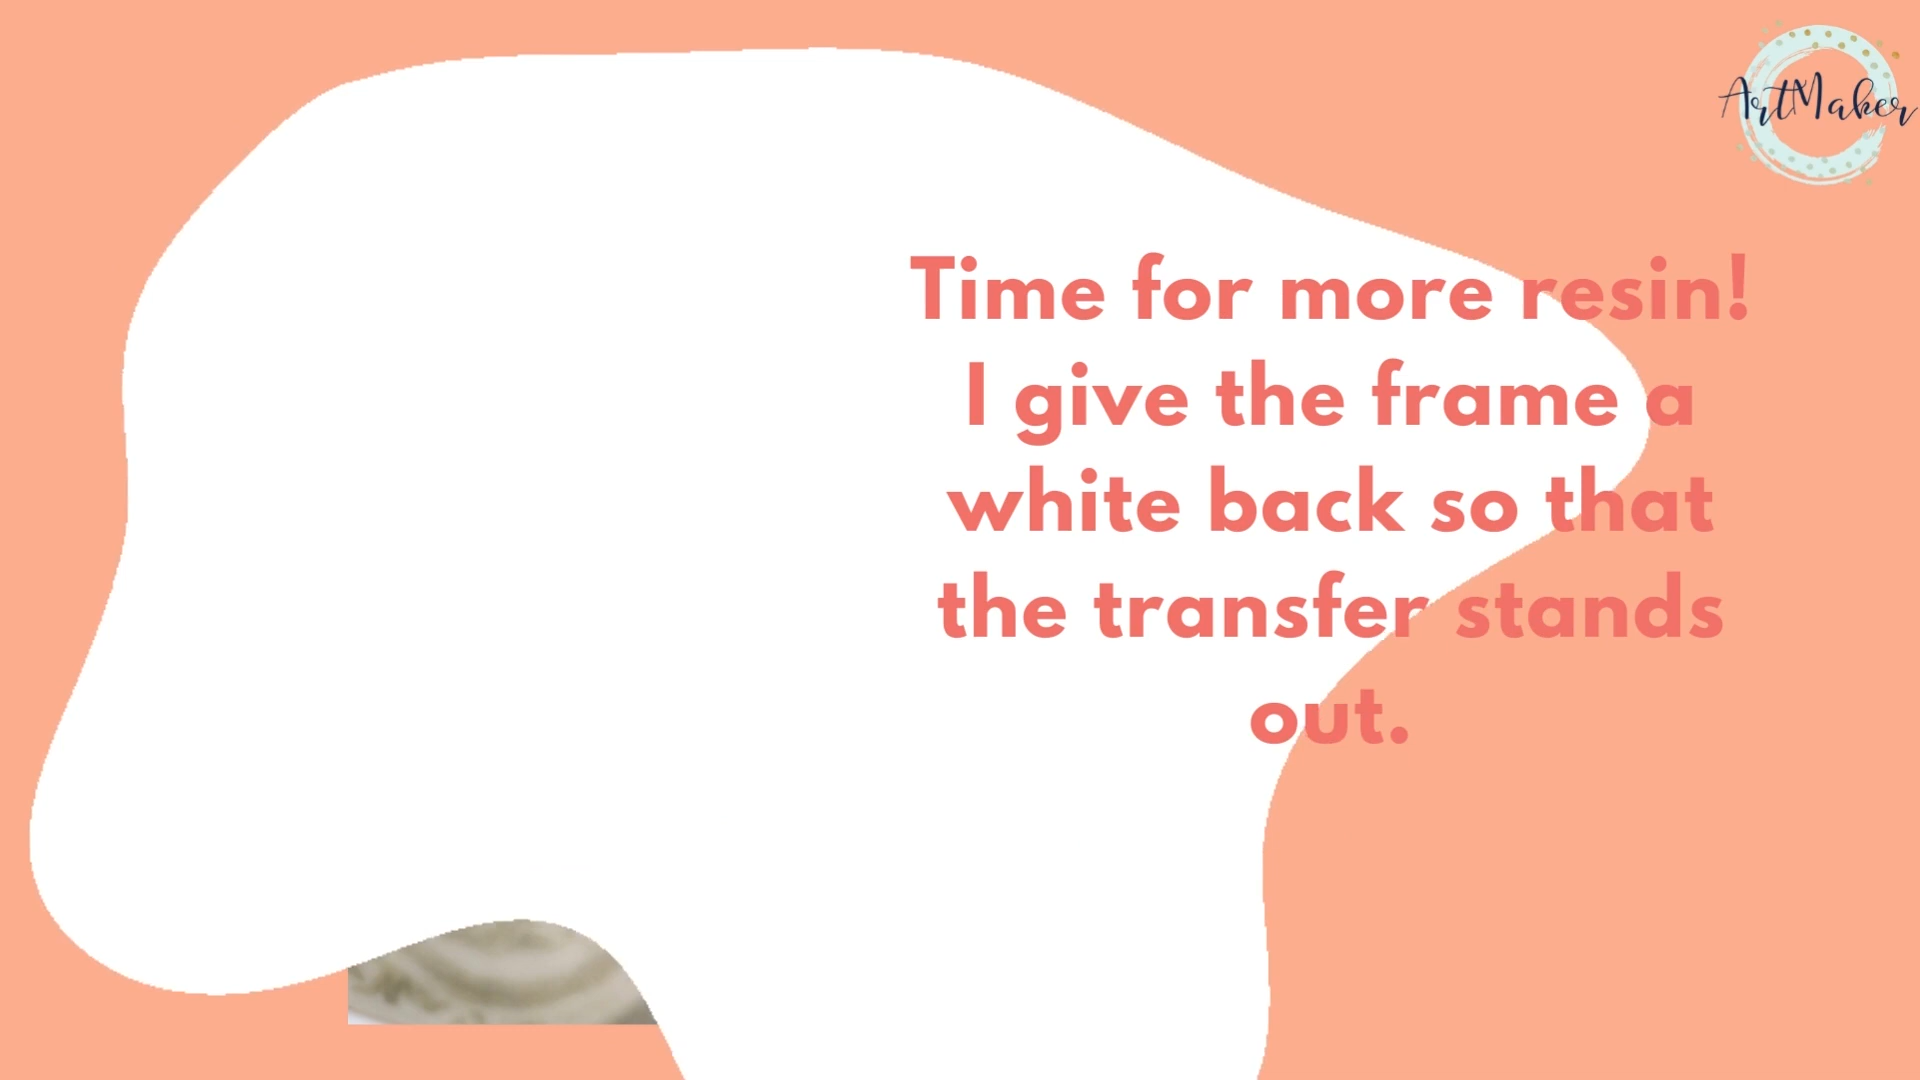 ArtMaker
Time for more resin!
I give the frame a
white back so that
the transfer stands
out.